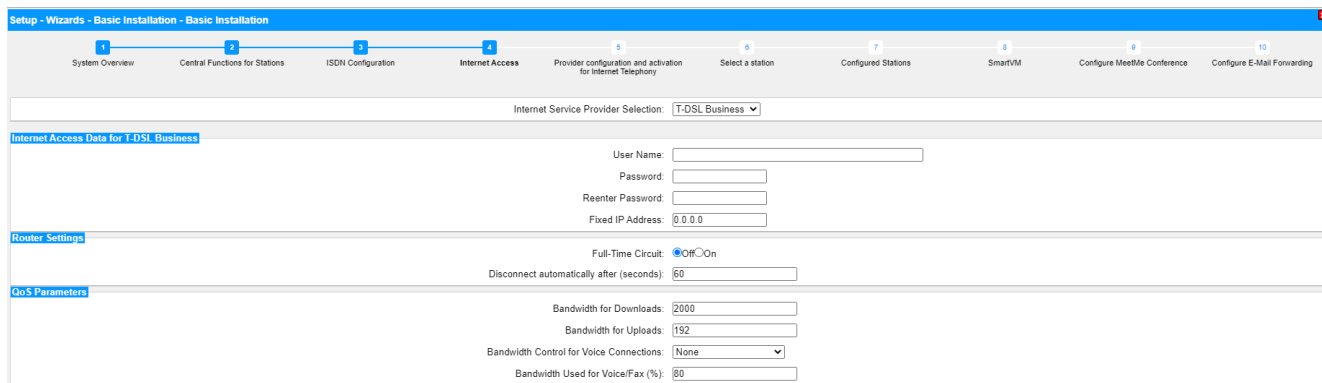 Setup - Wizards - Basic Installation - Basic Installation
1 2 3 4 5 6 7 8 9 10
System Overview Central Functions for Stations ISDN Configuration Internet Access Provider configuration and activation for Internet Telephony Select a station Configured Stations SmartVM Configure MeetMe Conference Configure E-Mail Forwarding
Internet Service Provider Selection: T-DSL Business
Internet Access Data for T-DSL Business
User Name:
Password:
Reenter Password:
Fixed IP Address: 0.0.0.0
Router Settings
Full-Time Circuit: Off On
Disconnect automatically after (seconds): 60
QoS Parameters
Bandwidth for Downloads: 2000
Bandwidth for Uploads: 192
Bandwidth Control for Voice Connections: None
Bandwidth Used for Voice/Fax (%): 80